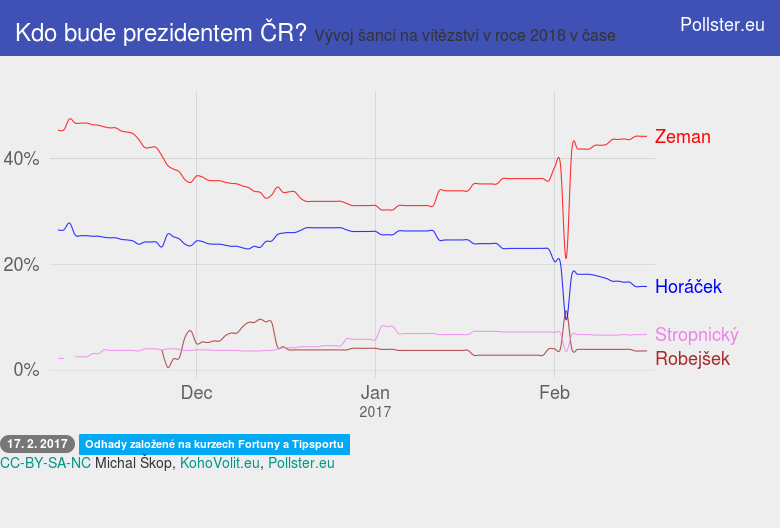 Kdo bude prezidentem ČR? Vývoj šancí na vítězství v roce 2018 v čase
Pollster.eu
40%
20%
0%
Zeman
Horáček
Stropnický
Robejšek
Dec
Jan
Feb
2017
17. 2. 2017 Odhady založené na kurzech Fortuny a Tipsportu
CC-BY-SA-NC Michal Škop, KohoVolit.eu, Pollster.eu